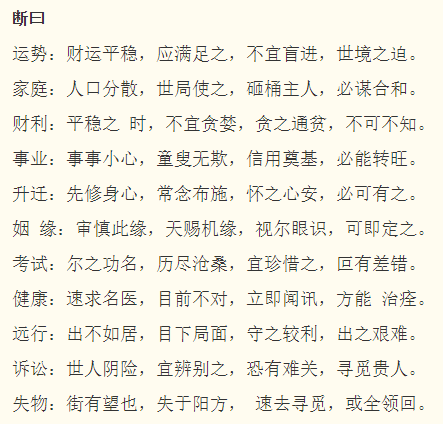 断曰
运势：财运平稳，应满足之，不宜盲进，世境之迫。
家庭：人口分散，世局使之，砸桶主人，必谋合和。
财利：平稳之 时，不宜贪婪，贪之通贫，不可不知。
事业：事事小心，童叟无欺，信用奠基，必能转旺。
升迁：先修身心，常念布施，怀之心安，必可有之。
姻 缘：审慎此缘，天赐机缘，视尔眼识，可即定之。
考试：尔之功名，历尽沧桑，宜珍惜之，叵有差错。
健康：速求名医，目前不对，立即闻讯，方能 治痊。
远行：出不如居，目下局面，守之较利，出之艰难。
诉讼：世人阴险，宜辨别之，恐有难关，寻觅贵人。
失物：街有望也，失于阳方， 速去寻觅，或全领回。